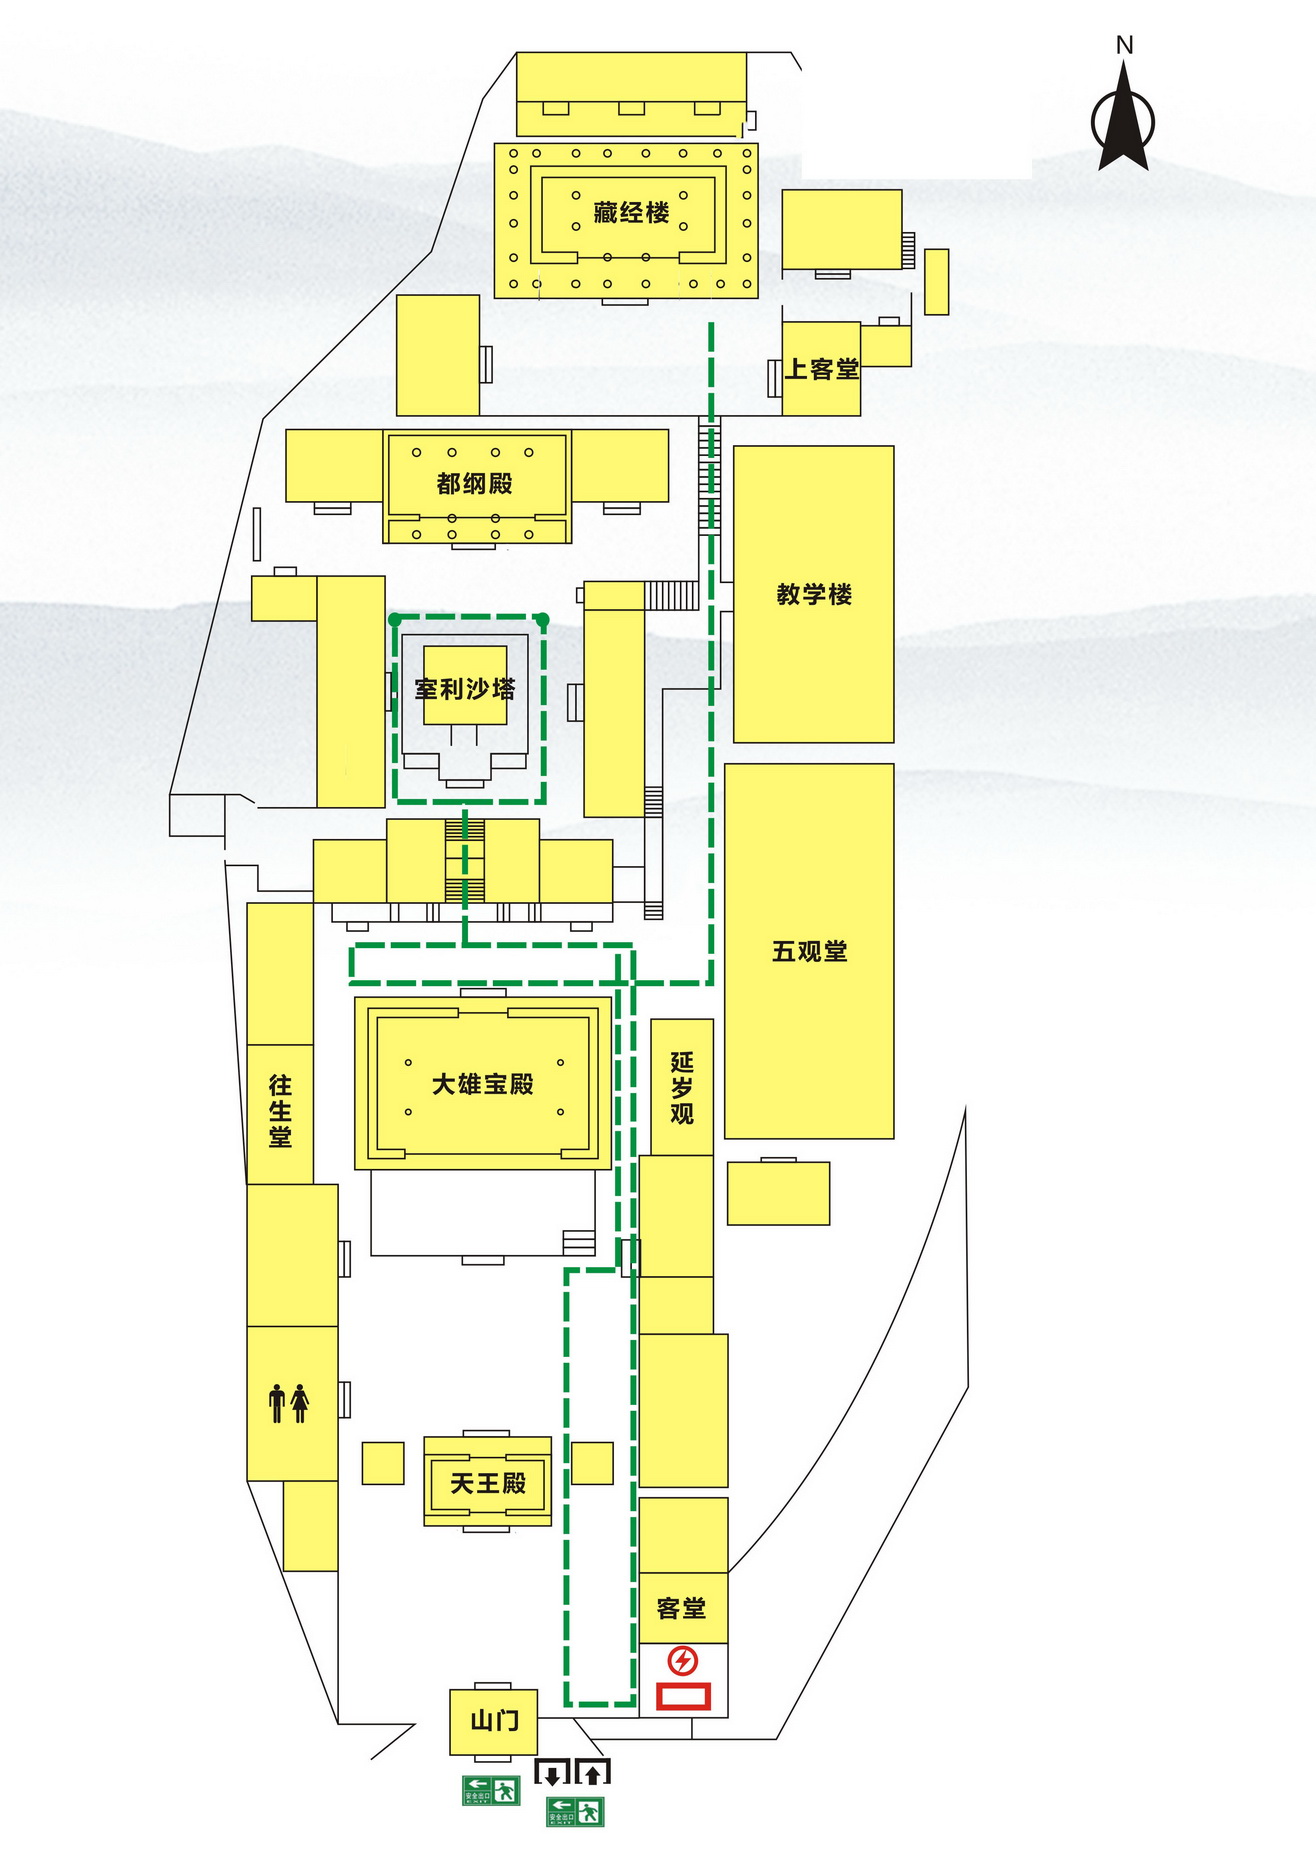 N
藏经楼
上客堂
都纲殿
教学楼
室利沙塔
五观堂
延岁观
往生堂
大雄宝殿
天王殿
客堂
山门
安全出口
EXIT
安全出口
EXIT